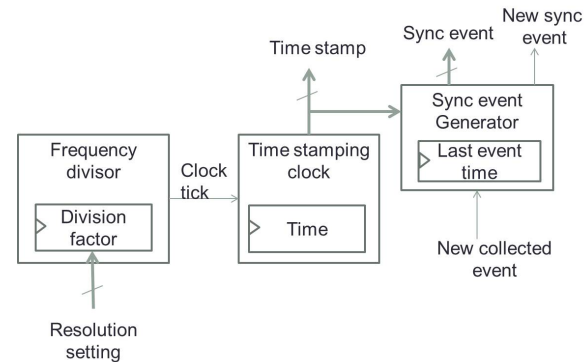 New sync
event
Sync event
Time stamp
Sync event
Generator
Last event
time
Frequency
divisor
Division
factor
Clock
tick
Time stamping
clock
Time
New collected
event
Resolution
setting